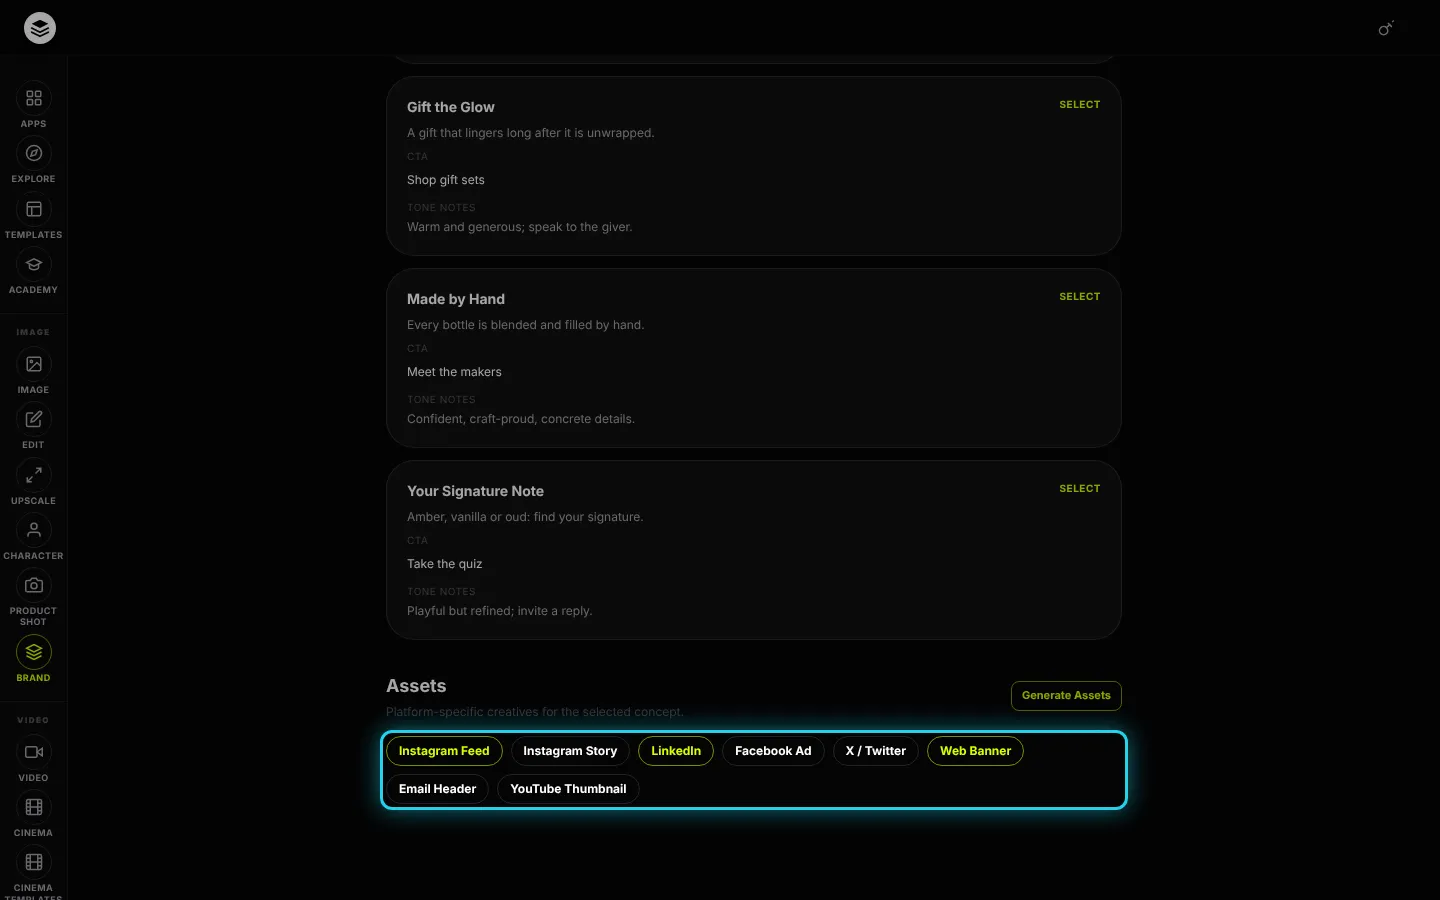 APPS
EXPLORE
TEMPLATES
ACADEMY
IMAGE
IMAGE
EDIT
UPSCALE
CHARACTER
PRODUCT
SHOT
BRAND
VIDEO
VIDEO
CINEMA
CINEMA
TEMPLATES
Gift the Glow
SELECT
A gift that lingers long after it is unwrapped.
CTA
Shop gift sets
TONE NOTES
Warm and generous; speak to the giver.
Made by Hand
SELECT
Every bottle is blended and filled by hand.
CTA
Meet the makers
TONE NOTES
Confident, craft-proud, concrete details.
Your Signature Note
SELECT
Amber, vanilla or oud: find your signature.
CTA
Take the quiz
TONE NOTES
Playful but refined; invite a reply.
Assets
Generate Assets
Platform-specific creatives for the selected concept.
Instagram Feed Instagram Story LinkedIn Facebook Ad X / Twitter Web Banner
Email Header YouTube Thumbnail